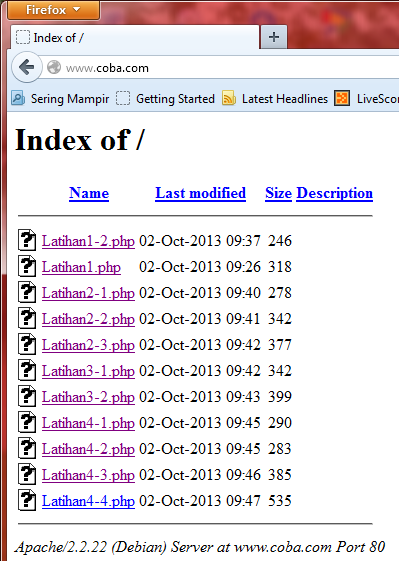 Firefox
Index of /
www.coba.com
Sering Mampir Getting Started Latest Headlines LiveScor
Index of /
Name Last modified Size Description
Latihan1-2.php 02-Oct-2013 09:37 246
Latihan1.php 02-Oct-2013 09:26 318
Latihan2-1.php 02-Oct-2013 09:40 278
Latihan2-2.php 02-Oct-2013 09:41 342
Latihan2-3.php 02-Oct-2013 09:42 377
Latihan3-1.php 02-Oct-2013 09:42 342
Latihan3-2.php 02-Oct-2013 09:43 399
Latihan4-1.php 02-Oct-2013 09:45 290
Latihan4-2.php 02-Oct-2013 09:45 283
Latihan4-3.php 02-Oct-2013 09:46 385
Latihan4-4.php 02-Oct-2013 09:47 535
Apache/2.2.22 (Debian) Server at www.coba.com Port 80